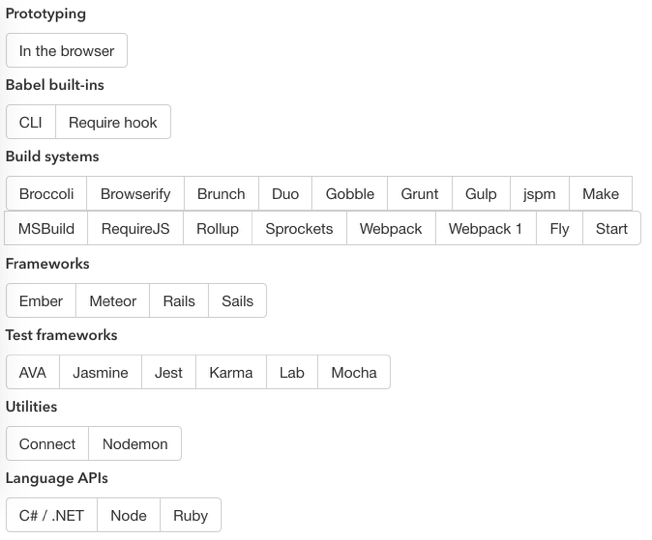 Prototyping
In the browser
Babel built-ins
CLI Require hook
Build systems
Broccoli Browserify Brunch Duo Gobble Grunt Gulp jspm Make
MSBuild RequireJS Rollup Sprockets Webpack Webpack 1 Fly Start
Frameworks
Ember Meteor Rails Sails
Test frameworks
AVA Jasmine Jest Karma Lab Mocha
Utilities
Connect Nodemon
Language APIs
C# / .NET Node Ruby